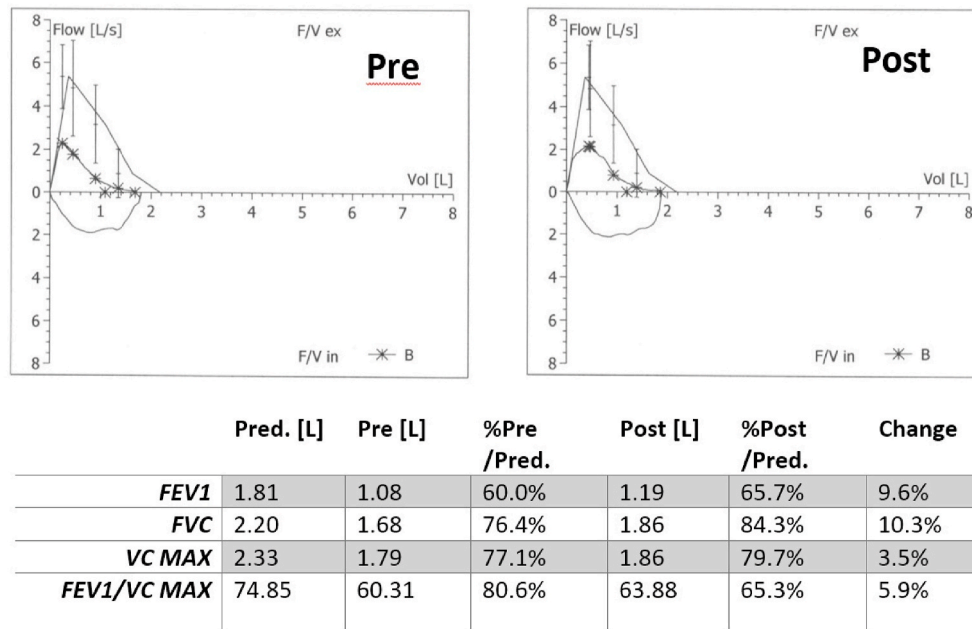 8 Flow [L/s] F/V ex
Pre
6
4
2
Vol [L]
0
1 2 3 4 5 6 7 8
2
4
6
F/V in B
8
8 Flow [L/s] F/V ex
Post
6
4
2
Vol [L]
0
1 2 3 4 5 6 7 8
2
4
6
F/V in B
8
Pred. [L] Pre [L] %Pre /Pred. Post [L] %Post /Pred. Change
FEV1 1.81 1.08 60.0% 1.19 65.7% 9.6%
FVC 2.20 1.68 76.4% 1.86 84.3% 10.3%
VC MAX 2.33 1.79 77.1% 1.86 79.7% 3.5%
FEV1/VC MAX 74.85 60.31 80.6% 63.88 65.3% 5.9%